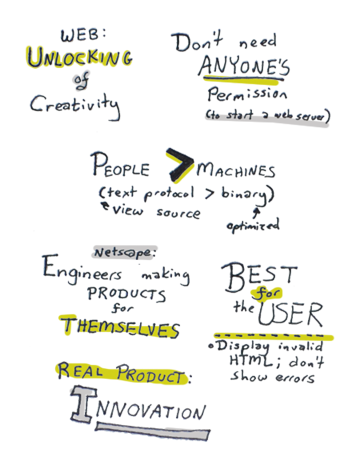 WEB:
UNLOCKING
of
Creativity
Don't need
ANYONE'S
Permission
(to start a web server)
PEOPLE > MACHINES
(text protocol > binary)
view source
optimized
Netscape:
Engineers making
PRODUCTS
for
THEMSELVES
REAL PRODUCT:
INNOVATION
BEST
for
the USER
• Display invalid
HTML; don't
show errors